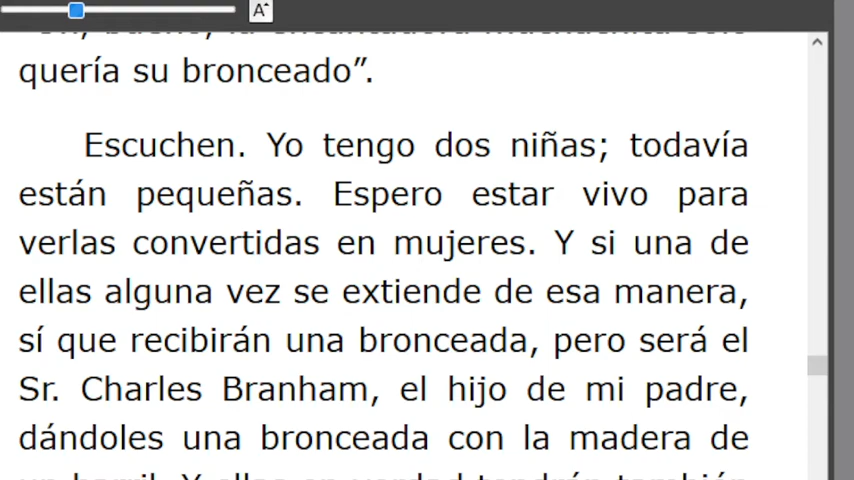 A
quería su bronceado”.
Escuchen. Yo tengo dos niñas; todavía
están pequeñas. Espero estar vivo para
verlas convertidas en mujeres. Y si una de
ellas alguna vez se extiende de esa manera,
sí que recibirán una bronceada, pero será el
Sr. Charles Branham, el hijo de mi padre,
dándoles una bronceada con la madera de